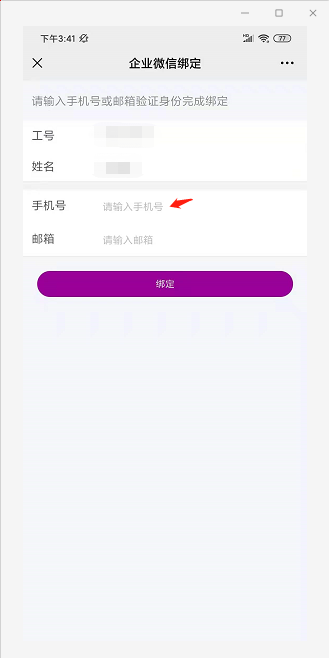 下午3:41
77
企业微信绑定
请输入手机号或邮箱验证身份完成绑定
工号
姓名
手机号 请输入手机号
邮箱 请输入邮箱
绑定